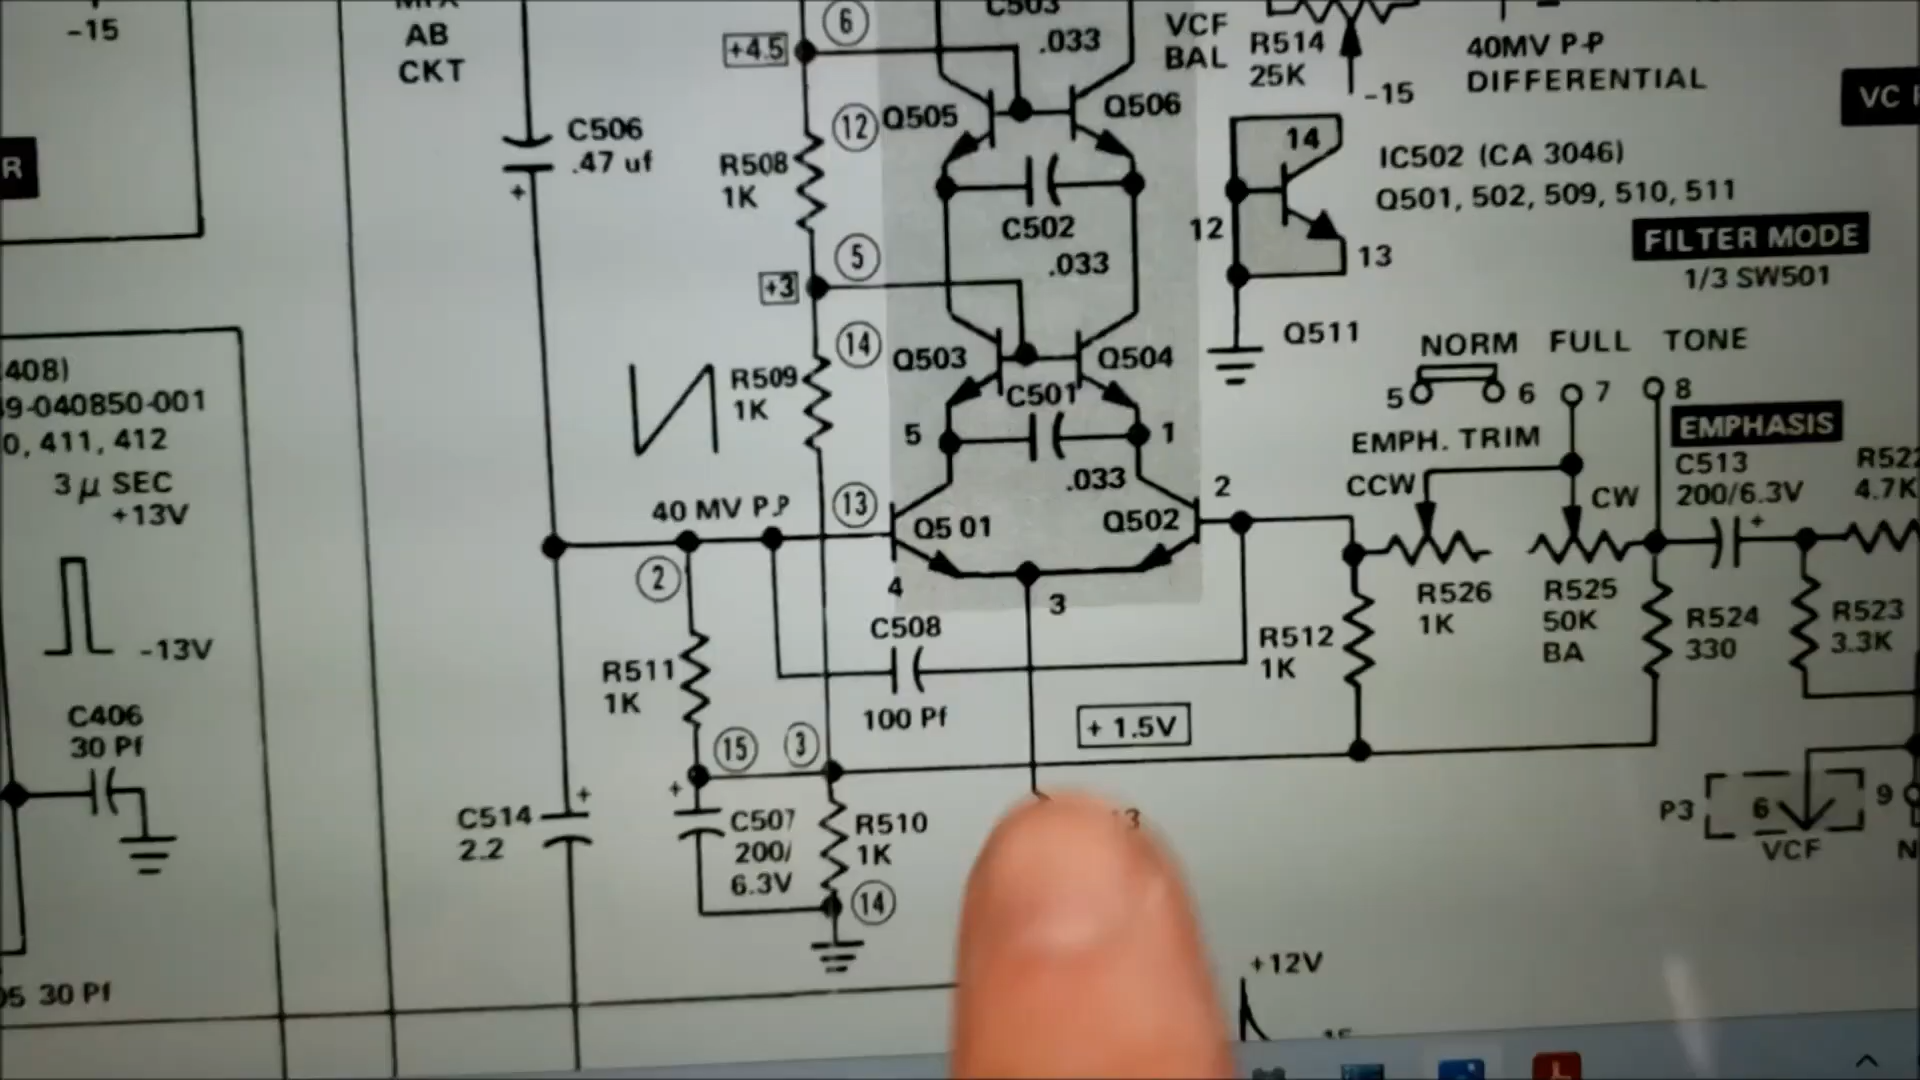 -15
AB
CKT
C506
.47 uf
+
+4.5
6
12
R508
1K
5
+3
14
R509
1K
13
40 MV P.P
2
R511
1K
15
3
+
C507
200/
6.3V
R510
1K
14
C514
2.2
+
408)
9-040850-001
0, 411, 412
3 μ SEC
+13V
-13V
C406
30 Pf
30 Pf
R
C503
.033
Q505
Q506
C502
.033
Q503
Q504
C501
5
1
.033
Q501
Q502
2
4
3
C508
100 Pf
+ 1.5V
VCF
BAL
R514
25K
-15
40MV P-P
DIFFERENTIAL
VC
14
12
13
IC502 (CA 3046)
Q501, 502, 509, 510, 511
Q511
FILTER MODE
1/3 SW501
NORM FULL TONE
5 6 7 8
EMPH. TRIM
EMPHASIS
CCW
CW
C513
200/6.3V
+
4.7K
R512
1K
R526
1K
R525
50K
BA
R524
330
R523
3.3K
P3
6
9
VCF
N
+12V